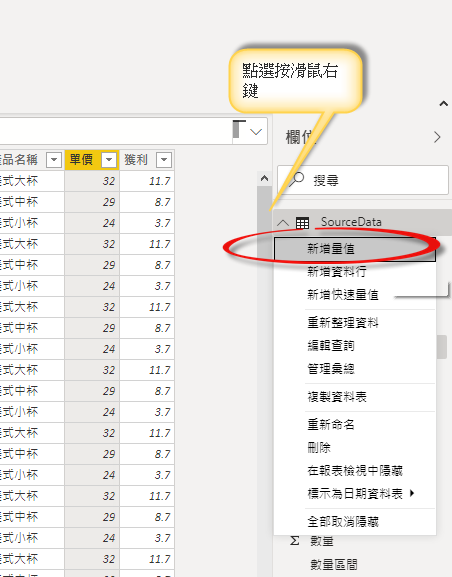 點選按滑鼠右
鍵
欄位
搜尋
品名稱 單價 獲利
式大杯 32 11.7
式中杯 29 8.7
式小杯 24 3.7
式大杯 32 11.7
式中杯 29 8.7
式小杯 24 3.7
式大杯 32 11.7
式中杯 29 8.7
式小杯 24 3.7
式大杯 32 11.7
式中杯 29 8.7
式小杯 24 3.7
式大杯 32 11.7
式中杯 29 8.7
式小杯 24 3.7
式大杯 32 11.7
式中杯 29 8.7
式小杯 24 3.7
式大杯 32 11.7
SourceData
新增量值
新增資料行
新增快速量值
重新整理資料
編輯查詢
管理彙總
複製資料表
重新命名
刪除
在報表檢視中隱藏
標示為日期資料表
全部取消隱藏
Σ 數量
數量區間